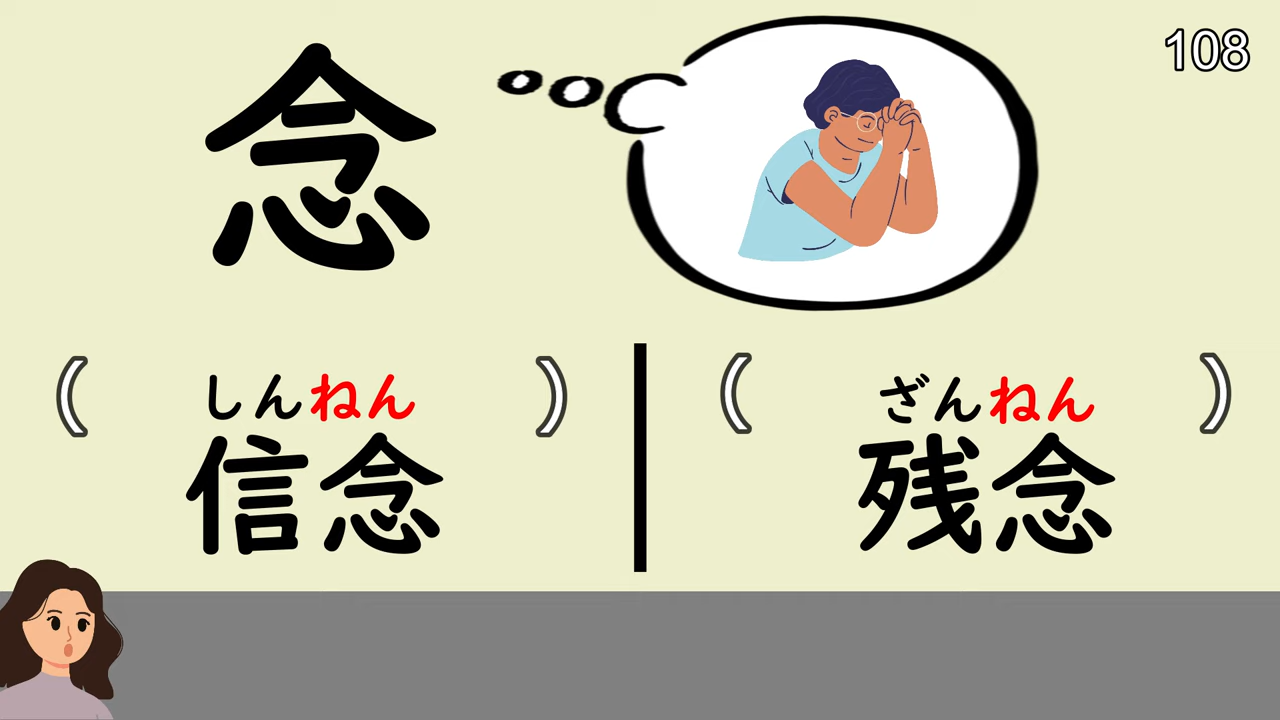 108
念
( しんねん )
信念
( ざんねん )
残念